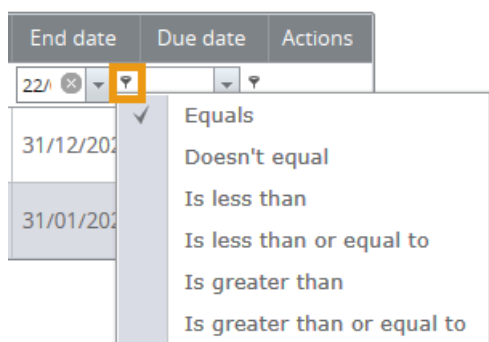 End date Due date Actions
22/
Equals
31/12/202
Doesn't equal
Is less than
31/01/202
Is less than or equal to
Is greater than
Is greater than or equal to